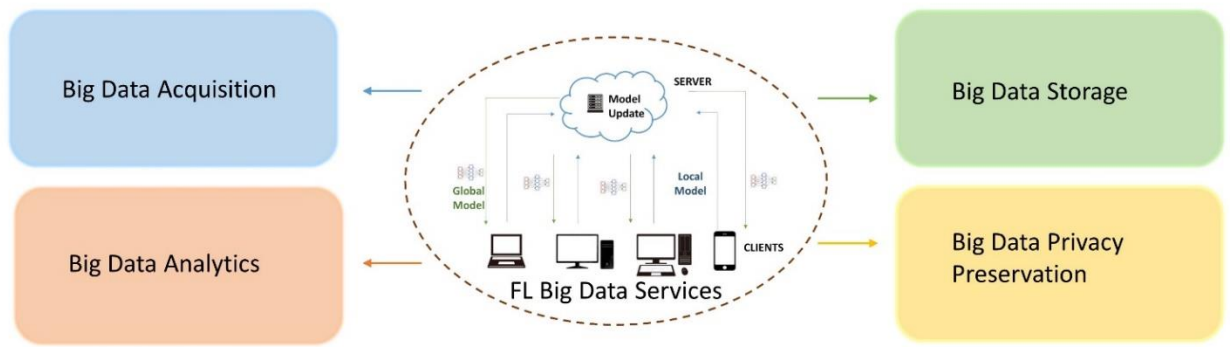 Big Data Acquisition
Big Data Analytics
SERVER
Model
Update
Global
Model
Local
Model
CLIENTS
FL Big Data Services
Big Data Storage
Big Data Privacy
Preservation